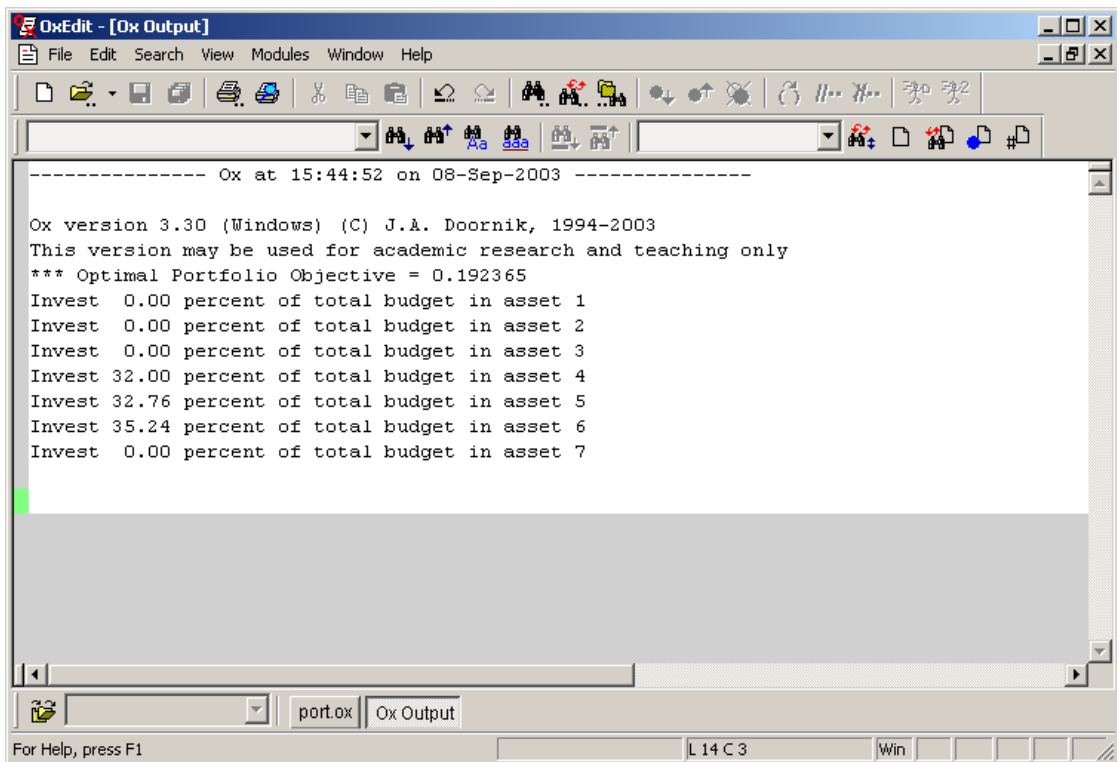 OxEdit - [Ox Output]
File Edit Search View Modules Window Help
--------------- Ox at 15:44:52 on 08-Sep-2003 ---------------
Ox version 3.30 (Windows) (C) J.A. Doornik, 1994-2003
This version may be used for academic research and teaching only
*** Optimal Portfolio Objective = 0.192365
Invest  0.00 percent of total budget in asset 1
Invest  0.00 percent of total budget in asset 2
Invest  0.00 percent of total budget in asset 3
Invest 32.00 percent of total budget in asset 4
Invest 32.76 percent of total budget in asset 5
Invest 35.24 percent of total budget in asset 6
Invest  0.00 percent of total budget in asset 7
port.ox Ox Output
For Help, press F1 L 14 C 3 Win